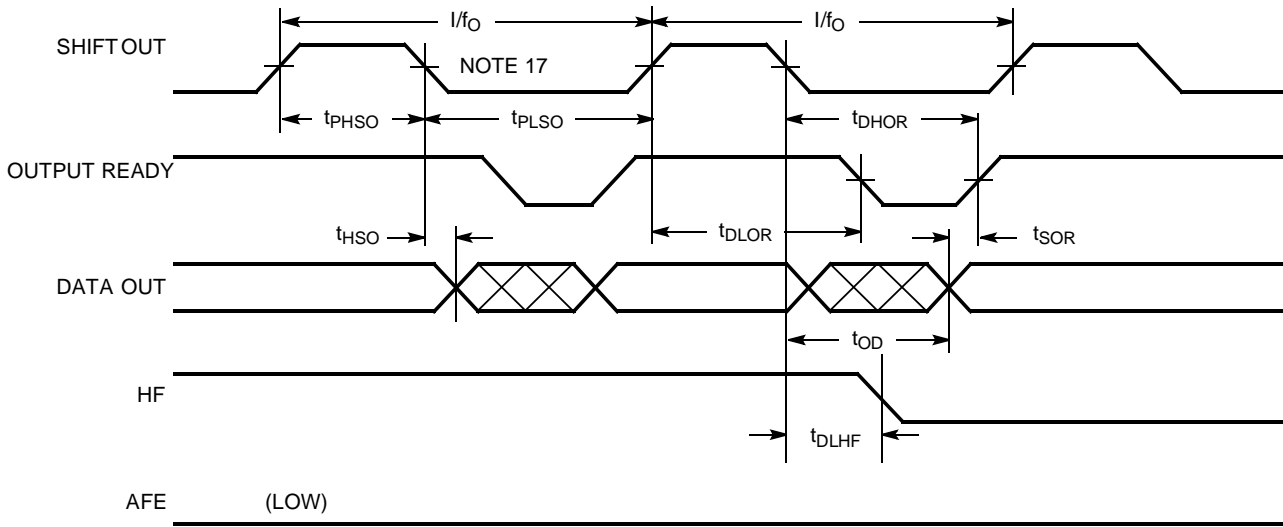 I/fO I/fO
SHIFT OUT
NOTE 17
tPHSO tPLSO tDHOR
OUTPUT READY
tHSO tDLOR tSOR
DATA OUT
tOD
HF
tDLHF
AFE (LOW)